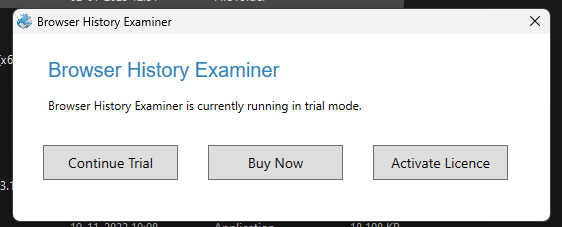 Browser History Examiner
Browser History Examiner
Browser History Examiner is currently running in trial mode.
Continue Trial
Buy Now
Activate Licence
Application